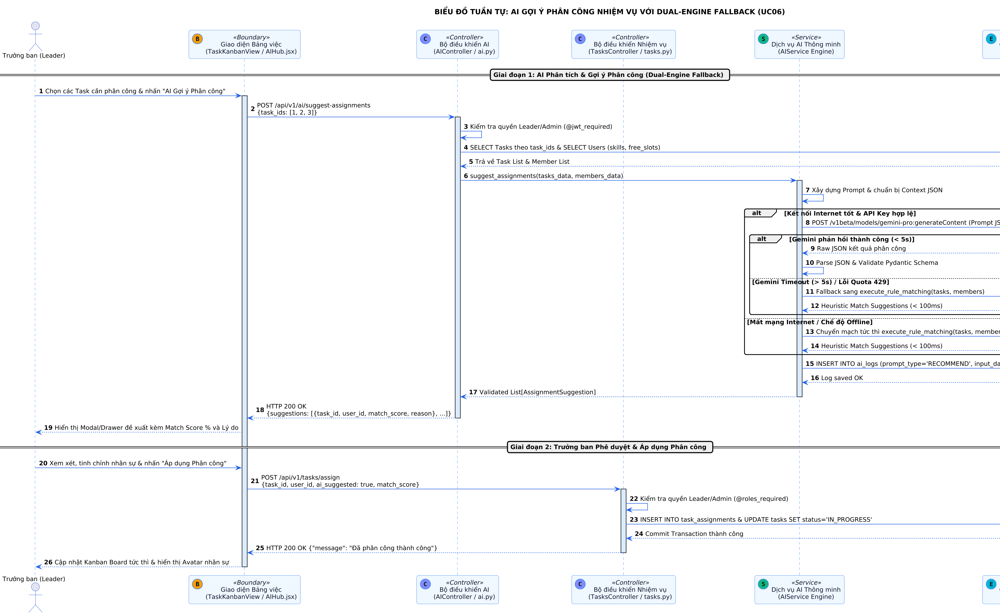 BIỂU ĐỒ TUẦN TỰ: AI GỢI Ý PHÂN CÔNG NHIỆM VỤ VỚI DUAL-ENGINE FALLBACK (UC06)
Trưởng ban (Leader)
B
«Boundary»
Giao diện Bảng việc
(TaskKanbanView / AIHub.jsx)
C
«Controller»
Bộ điều khiển AI
(AIController / ai.py)
C
«Controller»
Bộ điều khiển Nhiệm vụ
(TasksController / tasks.py)
S
«Service»
Dịch vụ AI Thông minh
(AIService Engine)
E
Giai đoạn 1: AI Phân tích & Gợi ý Phân công (Dual-Engine Fallback)
1 Chọn các Task cần phân công & nhấn "AI Gợi ý Phân công"
2 POST /api/v1/ai/suggest-assignments
{task_ids: [1, 2, 3]}
3 Kiểm tra quyền Leader/Admin (@jwt_required)
4 SELECT Tasks theo task_ids & SELECT Users (skills, free_slots)
5 Trả về Task List & Member List
6 suggest_assignments(tasks_data, members_data)
7 Xây dựng Prompt & chuẩn bị Context JSON
alt [Kết nối Internet tốt & API Key hợp lệ]
8 POST /v1beta/models/gemini-pro:generateContent (Prompt JS
alt [Gemini phản hồi thành công (< 5s)]
9 Raw JSON kết quả phân công
10 Parse JSON & Validate Pydantic Schema
[Gemini Timeout (> 5s) / Lỗi Quota 429]
11 Fallback sang execute_rule_matching(tasks, members)
12 Heuristic Match Suggestions (< 100ms)
[Mất mạng Internet / Chế độ Offline]
13 Chuyển mạch tức thì execute_rule_matching(tasks, member
14 Heuristic Match Suggestions (< 100ms)
15 INSERT INTO ai_logs (prompt_type='RECOMMEND', input_da
16 Log saved OK
17 Validated List[AssignmentSuggestion]
18 HTTP 200 OK
{suggestions: [{task_id, user_id, match_score, reason}, ...]}
19 Hiển thị Modal/Drawer đề xuất kèm Match Score % và Lý do
Giai đoạn 2: Trưởng ban Phê duyệt & Áp dụng Phân công
20 Xem xét, tinh chỉnh nhân sự & nhấn "Áp dụng Phân công"
21 POST /api/v1/tasks/assign
{task_id, user_id, ai_suggested: true, match_score}
22 Kiểm tra quyền Leader/Admin (@roles_required)
23 INSERT INTO task_assignments & UPDATE tasks SET status='IN_PROGRESS'
24 Commit Transaction thành công
25 HTTP 200 OK {"message": "Đã phân công thành công"}
26 Cập nhật Kanban Board tức thì & hiển thị Avatar nhân sự
Trưởng ban (Leader)
B
«Boundary»
Giao diện Bảng việc
(TaskKanbanView / AIHub.jsx)
C
«Controller»
Bộ điều khiển AI
(AIController / ai.py)
C
«Controller»
Bộ điều khiển Nhiệm vụ
(TasksController / tasks.py)
S
«Service»
Dịch vụ AI Thông minh
(AIService Engine)
E